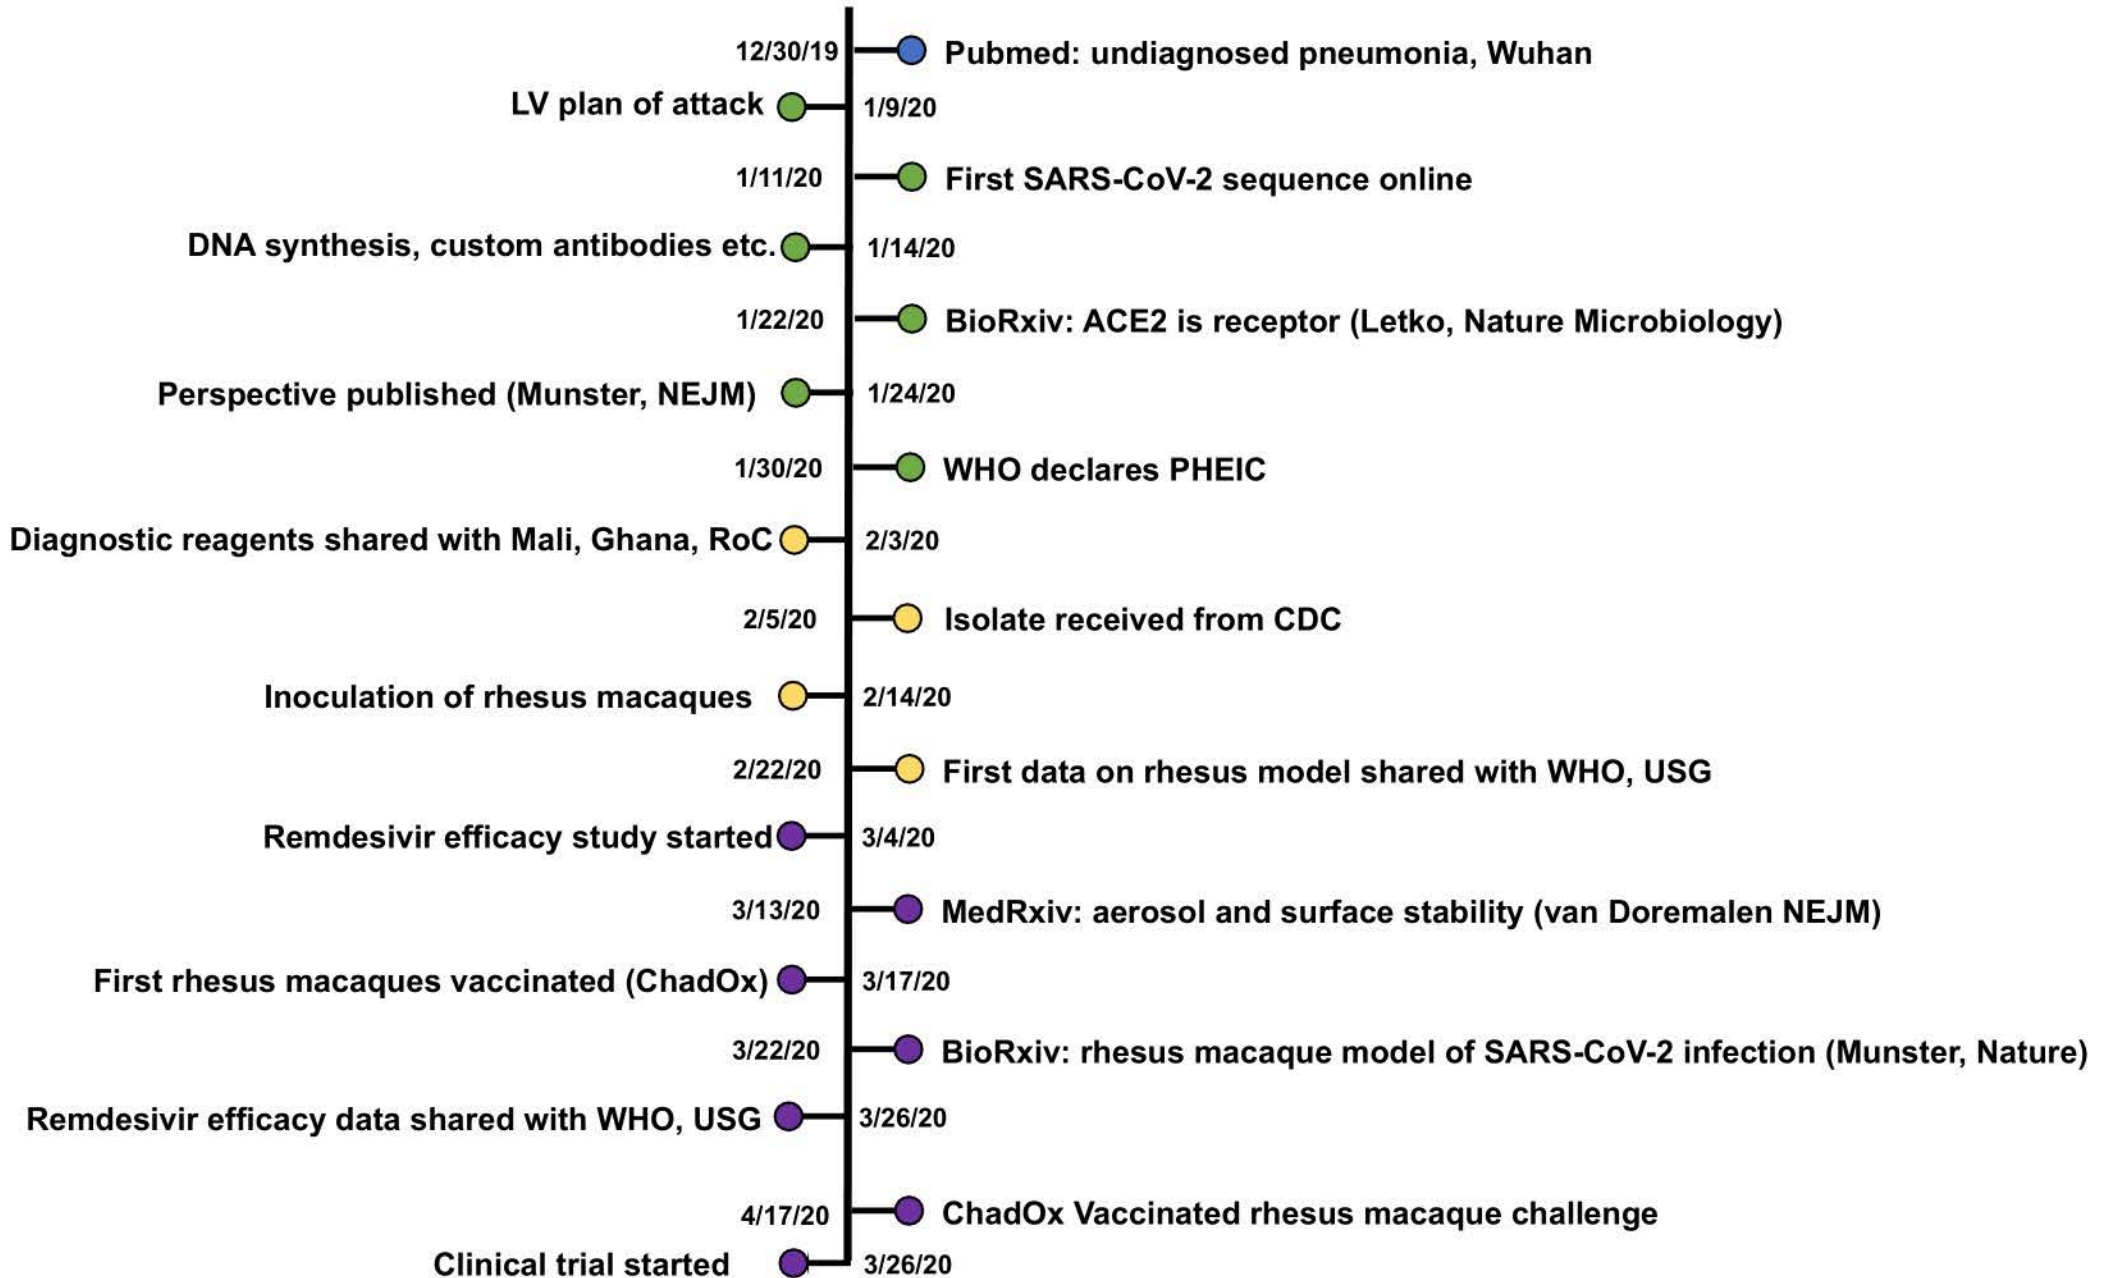 12/30/19 Pubmed: undiagnosed pneumonia, Wuhan
LV plan of attack 1/9/20
1/11/20 First SARS-CoV-2 sequence online
DNA synthesis, custom antibodies etc. 1/14/20
1/22/20 BioRxiv: ACE2 is receptor (Letko, Nature Microbiology)
Perspective published (Munster, NEJM) 1/24/20
1/30/20 WHO declares PHEIC
Diagnostic reagents shared with Mali, Ghana, RoC 2/3/20
2/5/20 Isolate received from CDC
Inoculation of rhesus macaques 2/14/20
2/22/20 First data on rhesus model shared with WHO, USG
Remdesivir efficacy study started 3/4/20
3/13/20 MedRxiv: aerosol and surface stability (van Doremalen NEJM)
First rhesus macaques vaccinated (ChadOx) 3/17/20
3/22/20 BioRxiv: rhesus macaque model of SARS-CoV-2 infection (Munster, Nature)
Remdesivir efficacy data shared with WHO, USG 3/26/20
4/17/20 ChadOx Vaccinated rhesus macaque challenge
Clinical trial started 3/26/20